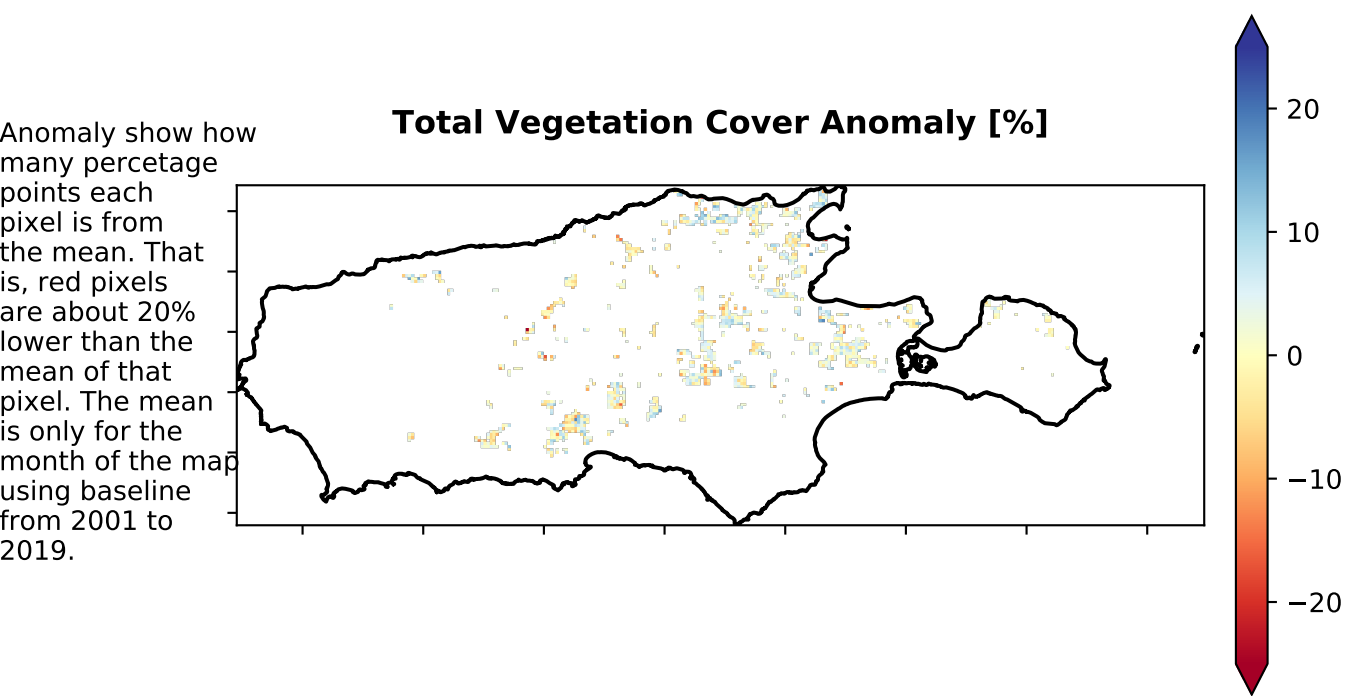 Total Vegetation Cover Anomaly [%]
Anomaly show how
many percetage
points each
pixel is from
the mean. That
is, red pixels
are about 20%
lower than the
mean of that
pixel. The mean
is only for the
month of the map
using baseline
from 2001 to
2019.
20
10
0
−10
−20